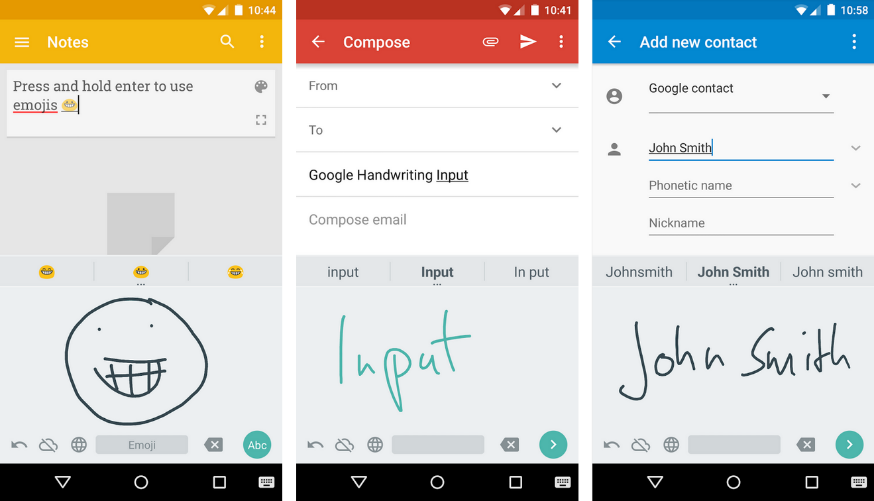 10:44
Notes
Press and hold enter to use
emojis 😁
😁 😁 😂
Emoji
Abc
10:41
Compose
From
To
Google Handwriting Input
Compose email
input Input In put
Input
10:58
Add new contact
Google contact
John Smith
Phonetic name
Nickname
Johnsmith John Smith John smith
John Smith